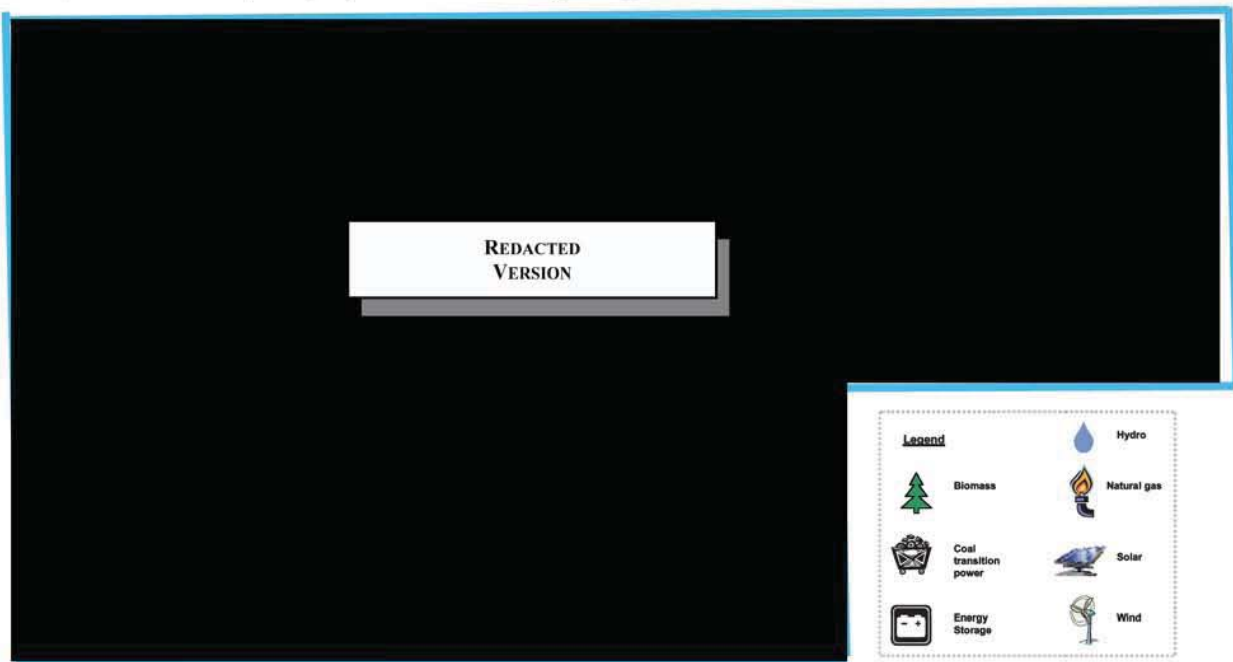 REDACTED
VERSION
Legend
Hydro
Biomass
Natural gas
Coal
transition
power
Solar
Energy
Storage
Wind